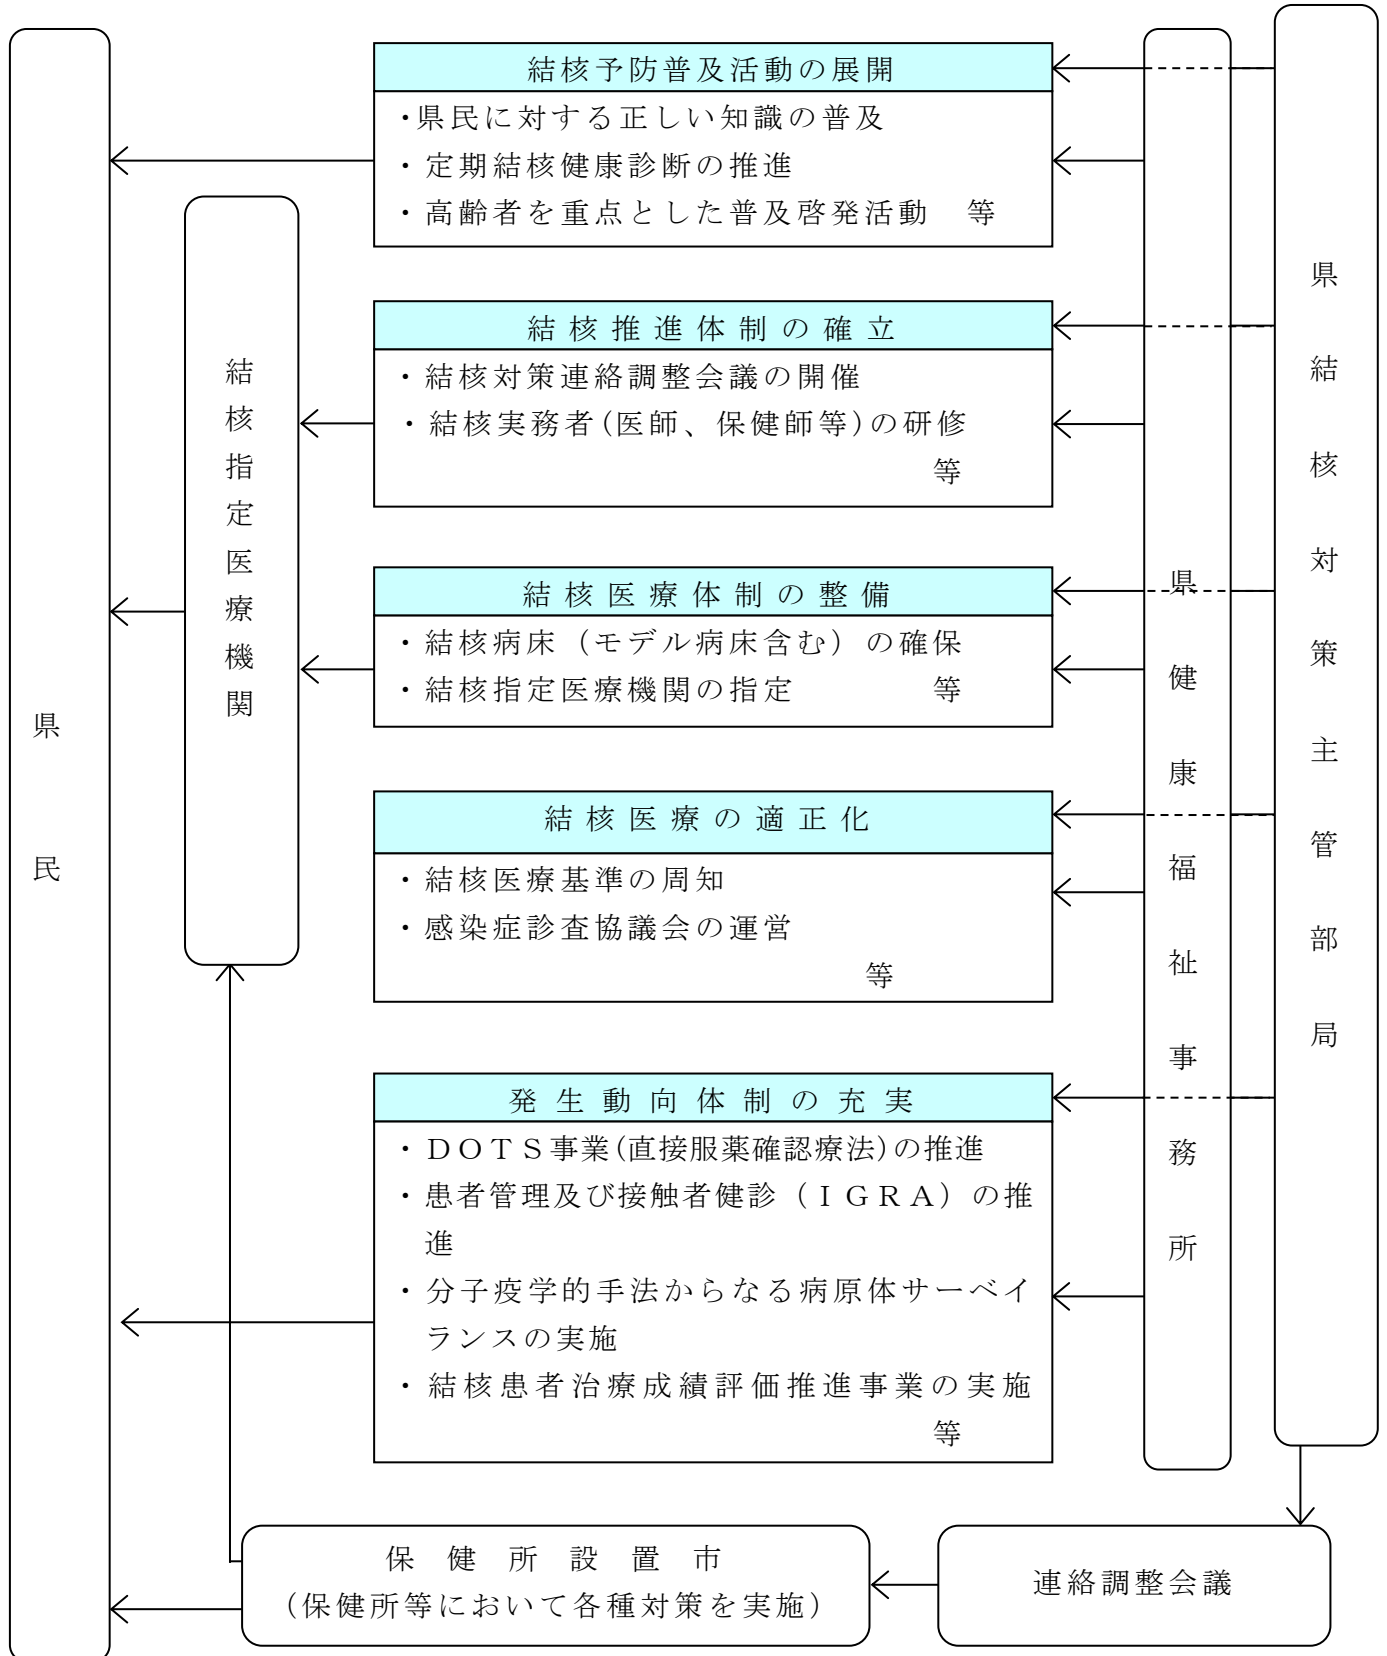 結核予防普及活動の展開
・県民に対する正しい知識の普及
・定期結核健康診断の推進
・高齢者を重点とした普及啓発活動　等
結核推進体制の確立
・結核対策連絡調整会議の開催
・結核実務者(医師、保健師等)の研修
等
結核医療体制の整備
・結核病床（モデル病床含む）の確保
・結核指定医療機関の指定　　　　等
結核医療の適正化
・結核医療基準の周知
・感染症診査協議会の運営
等
発生動向体制の充実
・ＤＯＴＳ事業(直接服薬確認療法)の推進
・患者管理及び接触者健診（ＩＧＲＡ）の推
進
・分子疫学的手法からなる病原体サーベイ
ランスの実施
・結核患者治療成績評価推進事業の実施
等
県民
結核指定医療機関
県健康福祉事務所
県結核対策主管部局
保健所設置市
（保健所等において各種対策を実施）
連絡調整会議